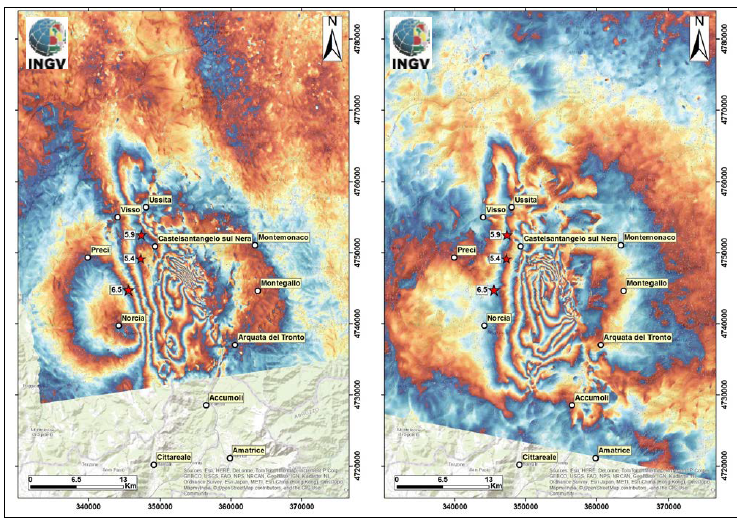 INGV
N
4780000
4770000
4760000
4750000
4740000
4730000
4720000
Ussita
Visso
5.9
Castelsantangelo sul Nera
Montemonaco
Preci
5.4
6.5
Montegallo
Norcia
Arquata del Tronto
Accumoli
Cittareale
Amatrice
0 6.5 13
Km
340000 350000 360000 370000
INGV
N
4780000
4770000
4760000
4750000
4740000
4730000
4720000
Ussita
Visso
5.9
Castelsantangelo sul Nera
Montemonaco
Preci
5.4
6.5
Montegallo
Norcia
Arquata del Tronto
Accumoli
Cittareale
Amatrice
0 6.5 13
Km
340000 350000 360000 370000